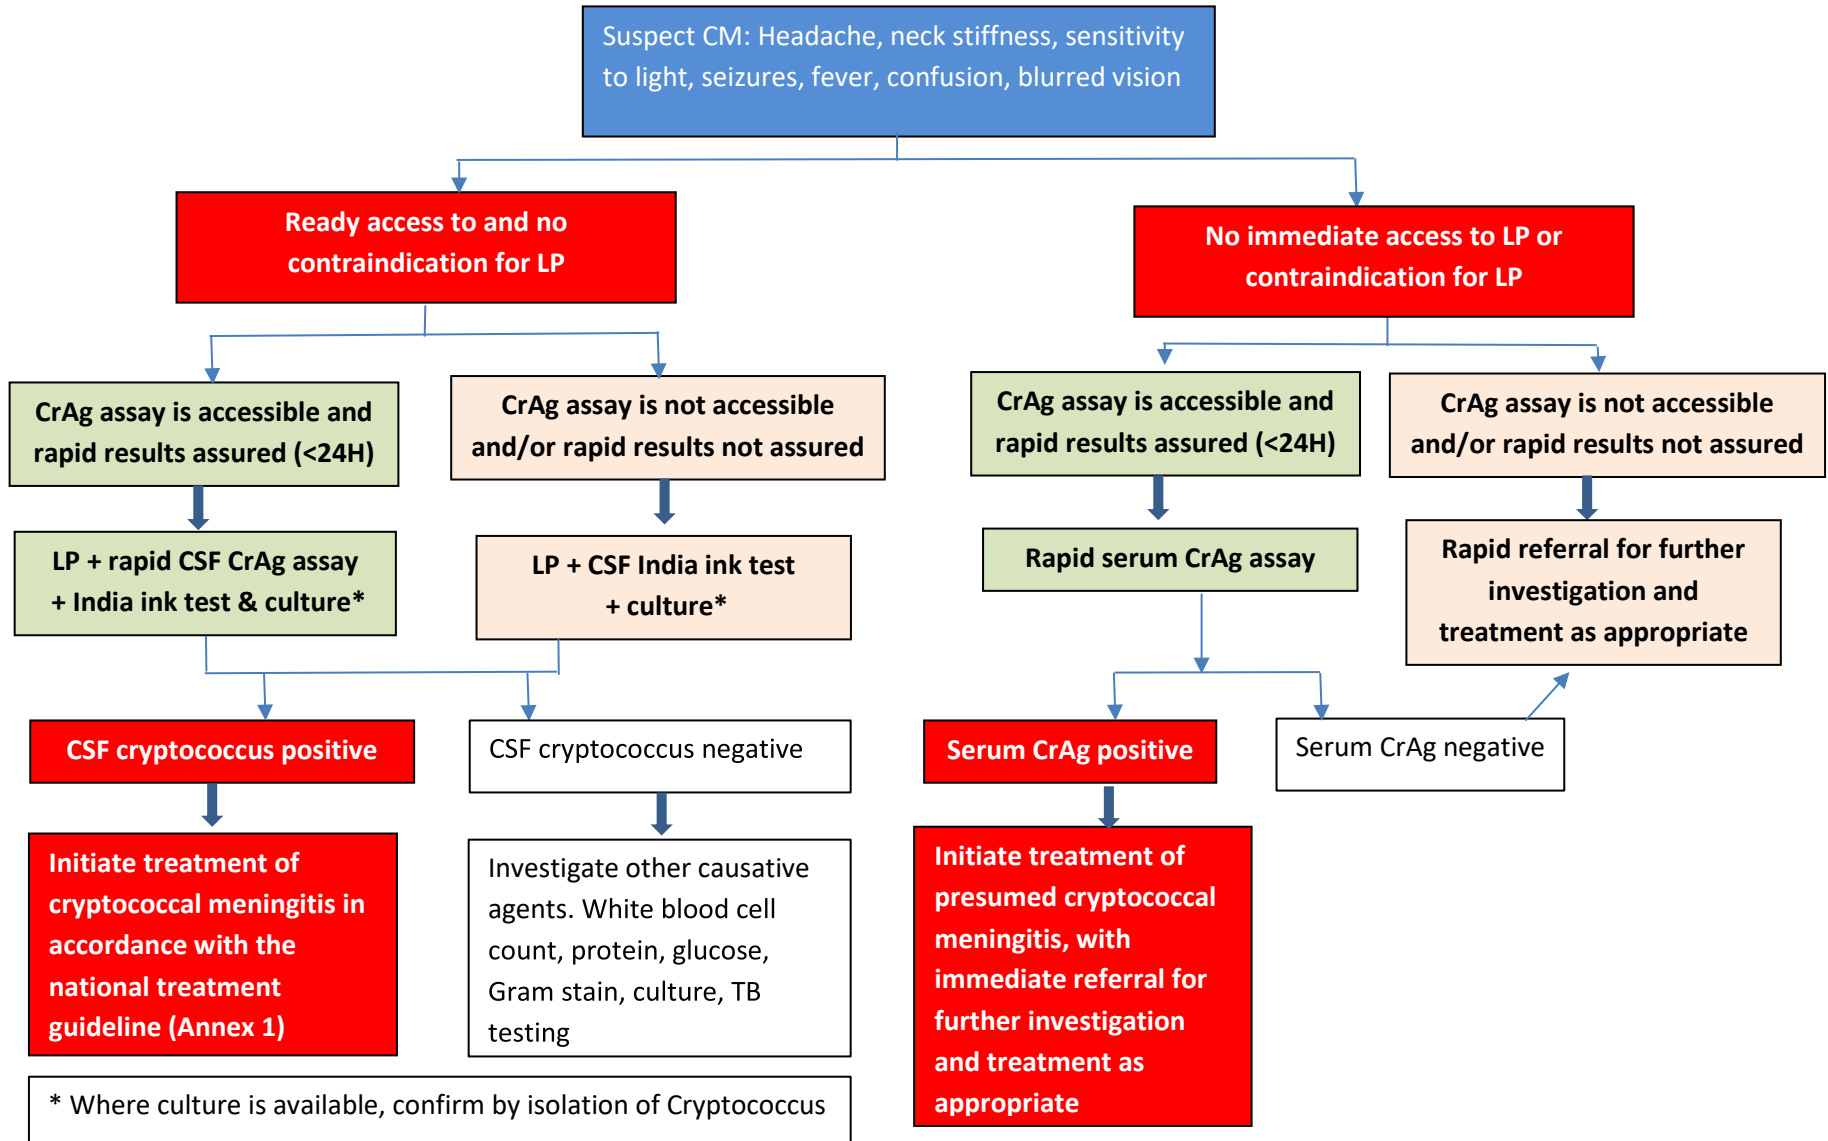 Suspect CM: Headache, neck stiffness, sensitivity
to light, seizures, fever, confusion, blurred vision
Ready access to and no
contraindication for LP
No immediate access to LP or
contraindication for LP
CrAg assay is accessible and
rapid results assured (<24H)
CrAg assay is not accessible
and/or rapid results not assured
CrAg assay is accessible and
rapid results assured (<24H)
CrAg assay is not accessible
and/or rapid results not assured
LP + rapid CSF CrAg assay
+ India ink test & culture*
LP + CSF India ink test
+ culture*
Rapid serum CrAg assay
Rapid referral for further
investigation and
treatment as appropriate
CSF cryptococcus positive
CSF cryptococcus negative
Serum CrAg positive
Serum CrAg negative
Initiate treatment of
cryptococcal meningitis in
accordance with the
national treatment
guideline (Annex 1)
Investigate other causative
agents. White blood cell
count, protein, glucose,
Gram stain, culture, TB
testing
Initiate treatment of
presumed cryptococcal
meningitis, with
immediate referral for
further investigation
and treatment as
appropriate
* Where culture is available, confirm by isolation of Cryptococcus